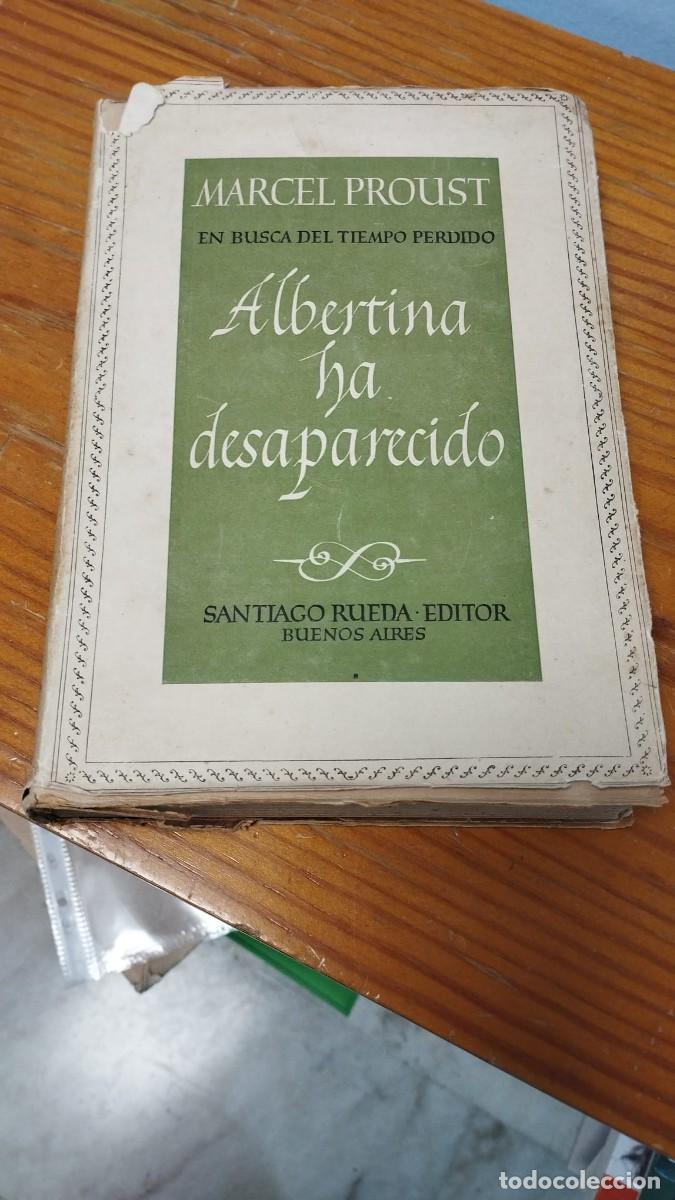 MARCEL PROUST
EN BUSCA DEL TIEMPO PERDIDO
Albertina
ha
desaparecido
SANTIAGO RUEDA · EDITOR
BUENOS AIRES
todocoleccion